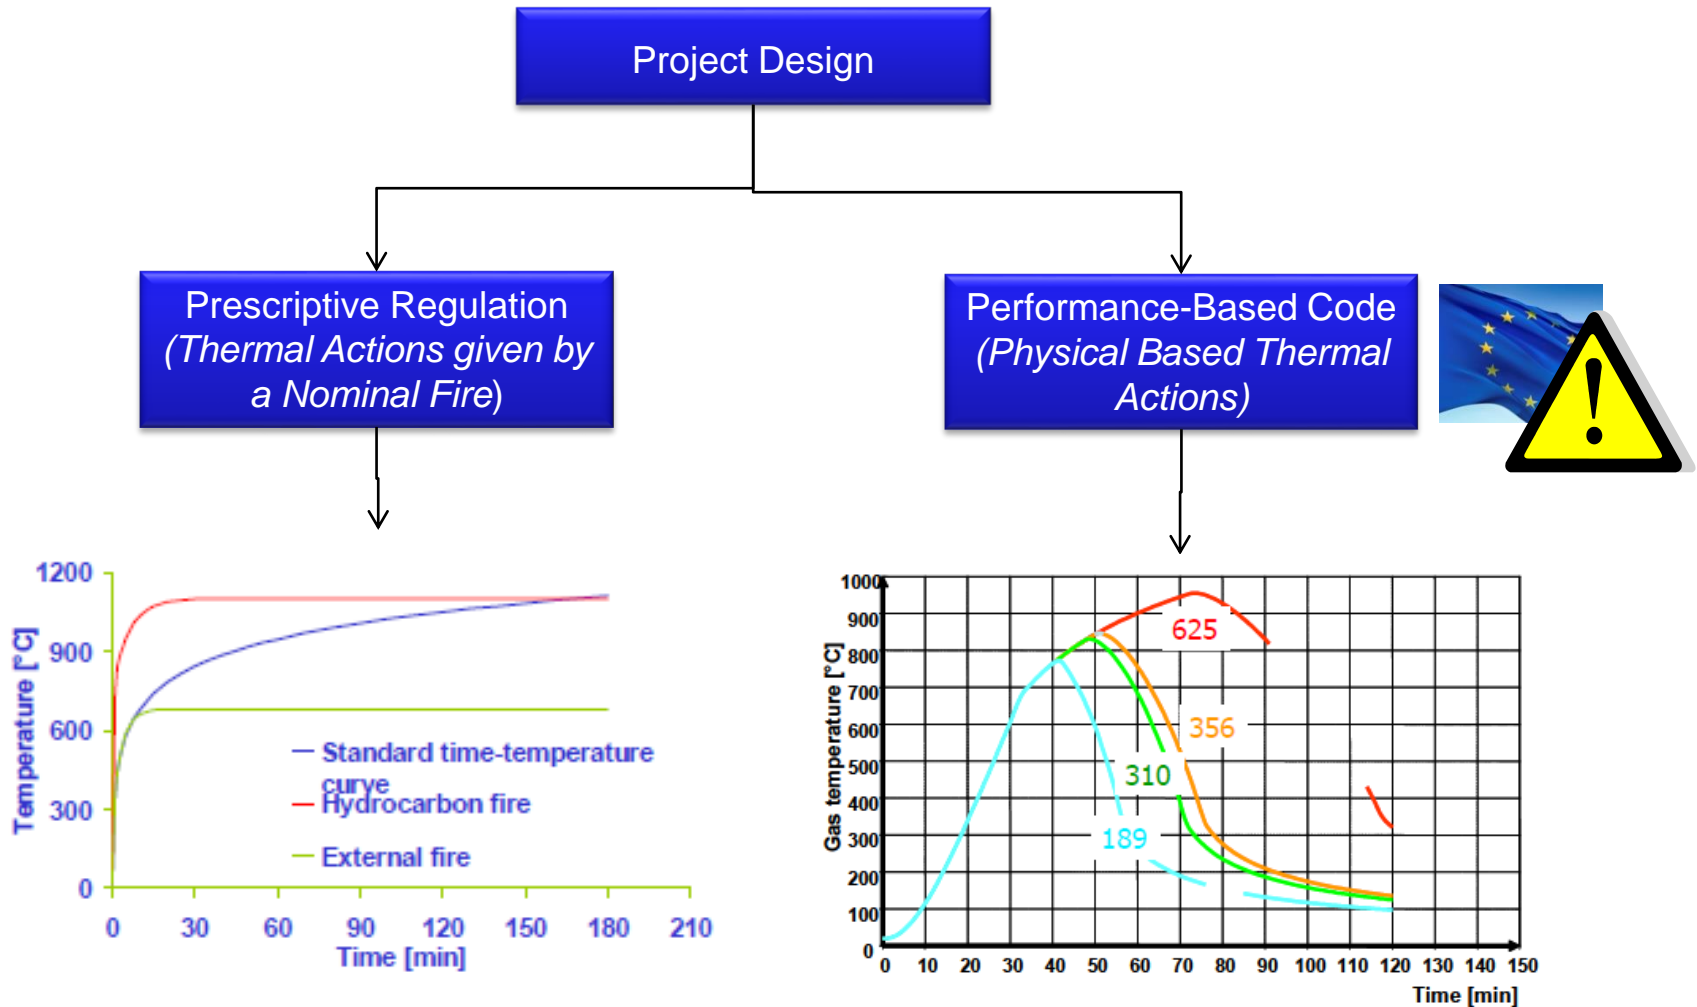 Project Design
Prescriptive Regulation
(Thermal Actions given by
a Nominal Fire)
Performance-Based Code
(Physical Based Thermal
Actions)
!
1200
900
600
300
0
Temperature [°C]
Standard time-temperature
curve
Hydrocarbon fire
External fire
0 30 60 90 120 150 180 210
Time [min]
1000
900
800
700
600
500
400
300
200
100
0
Gas temperature [°C]
625
356
310
189
0 10 20 30 40 50 60 70 80 90 100 110 120 130 140 150
Time [min]